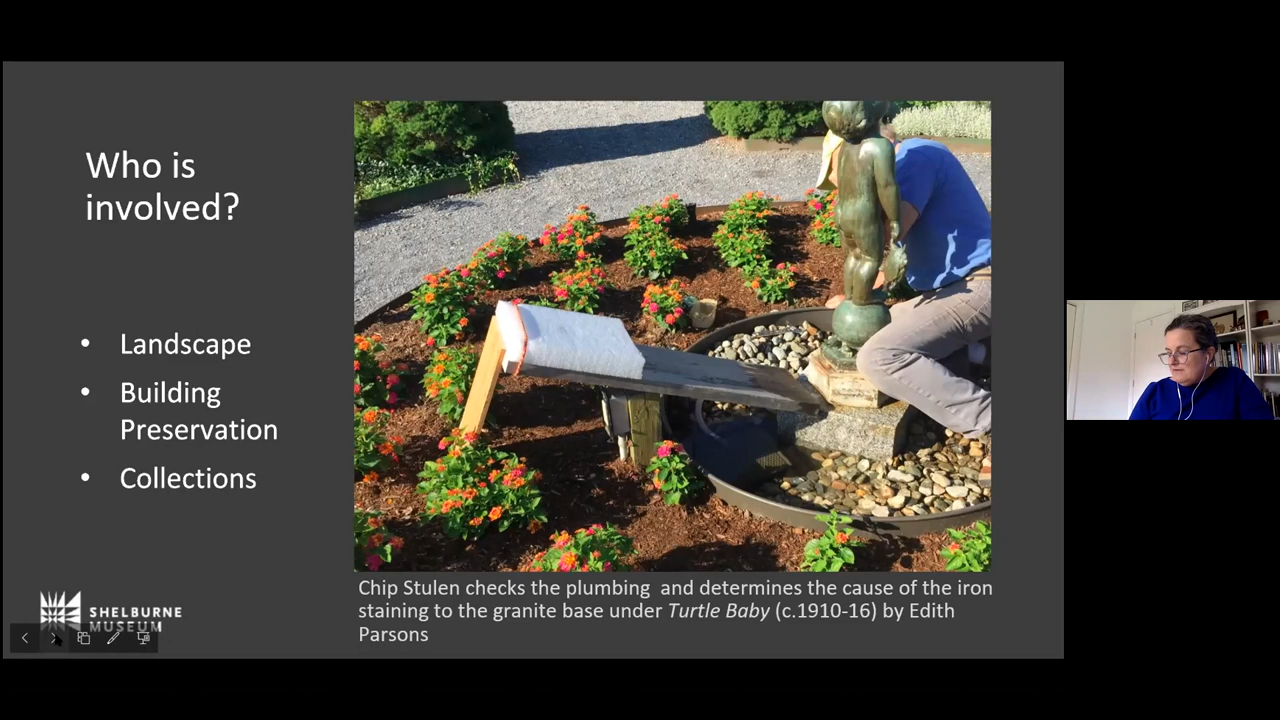 Who is
involved?
• Landscape
• Building
Preservation
• Collections
Chip Stulen checks the plumbing and determines the cause of the iron
staining to the granite base under Turtle Baby (c.1910-16) by Edith
Parsons
SHELBURNE
MUSEUM